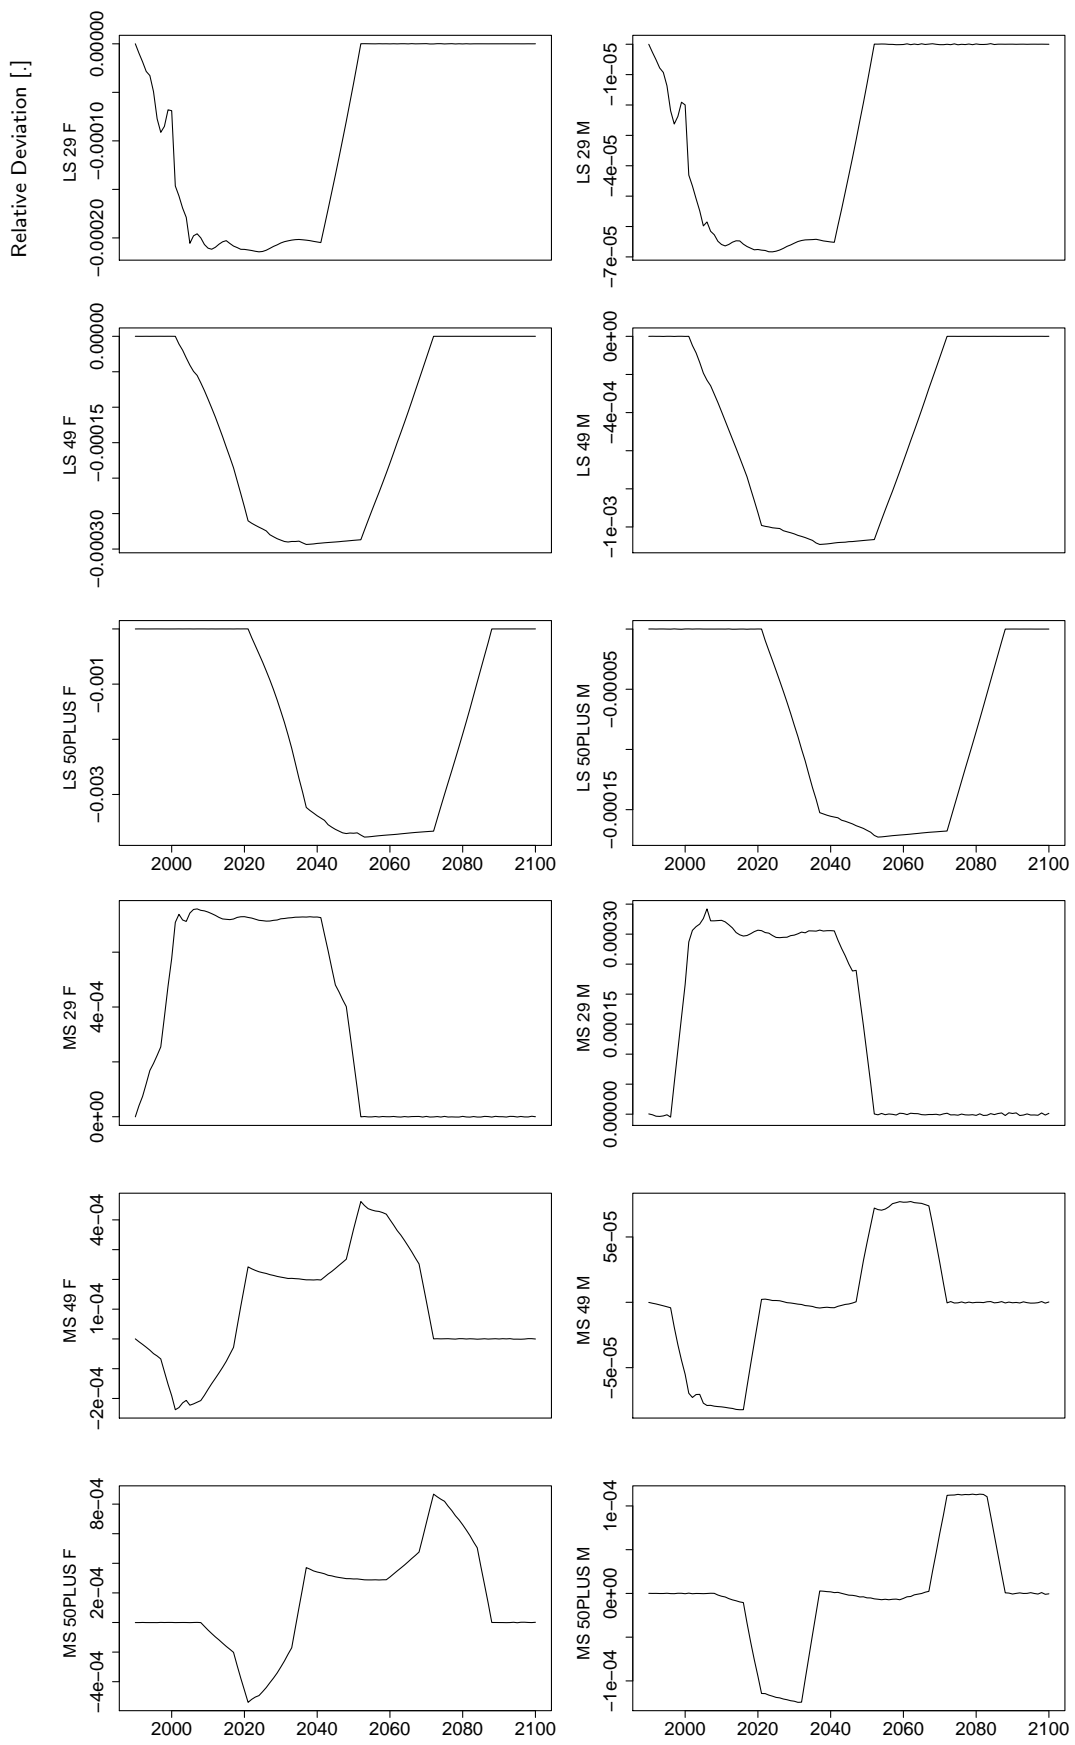 Relative Deviation [.]
LS 29 F
0.00000
−0.00010
−0.00020
LS 29 M
−1e−05
−4e−05
−7e−05
LS 49 F
0.00000
−0.00015
−0.00030
LS 49 M
0e+00
−4e−04
−1e−03
LS 50PLUS F
−0.001
−0.003
2000 2020 2040 2060 2080 2100
LS 50PLUS M
−0.00005
−0.00015
2000 2020 2040 2060 2080 2100
MS 29 F
4e−04
0e+00
MS 29 M
0.00030
0.00015
0.00000
MS 49 F
4e−04
1e−04
−2e−04
MS 49 M
5e−05
−5e−05
MS 50PLUS F
8e−04
2e−04
−4e−04
2000 2020 2040 2060 2080 2100
MS 50PLUS M
1e−04
0e+00
−1e−04
2000 2020 2040 2060 2080 2100